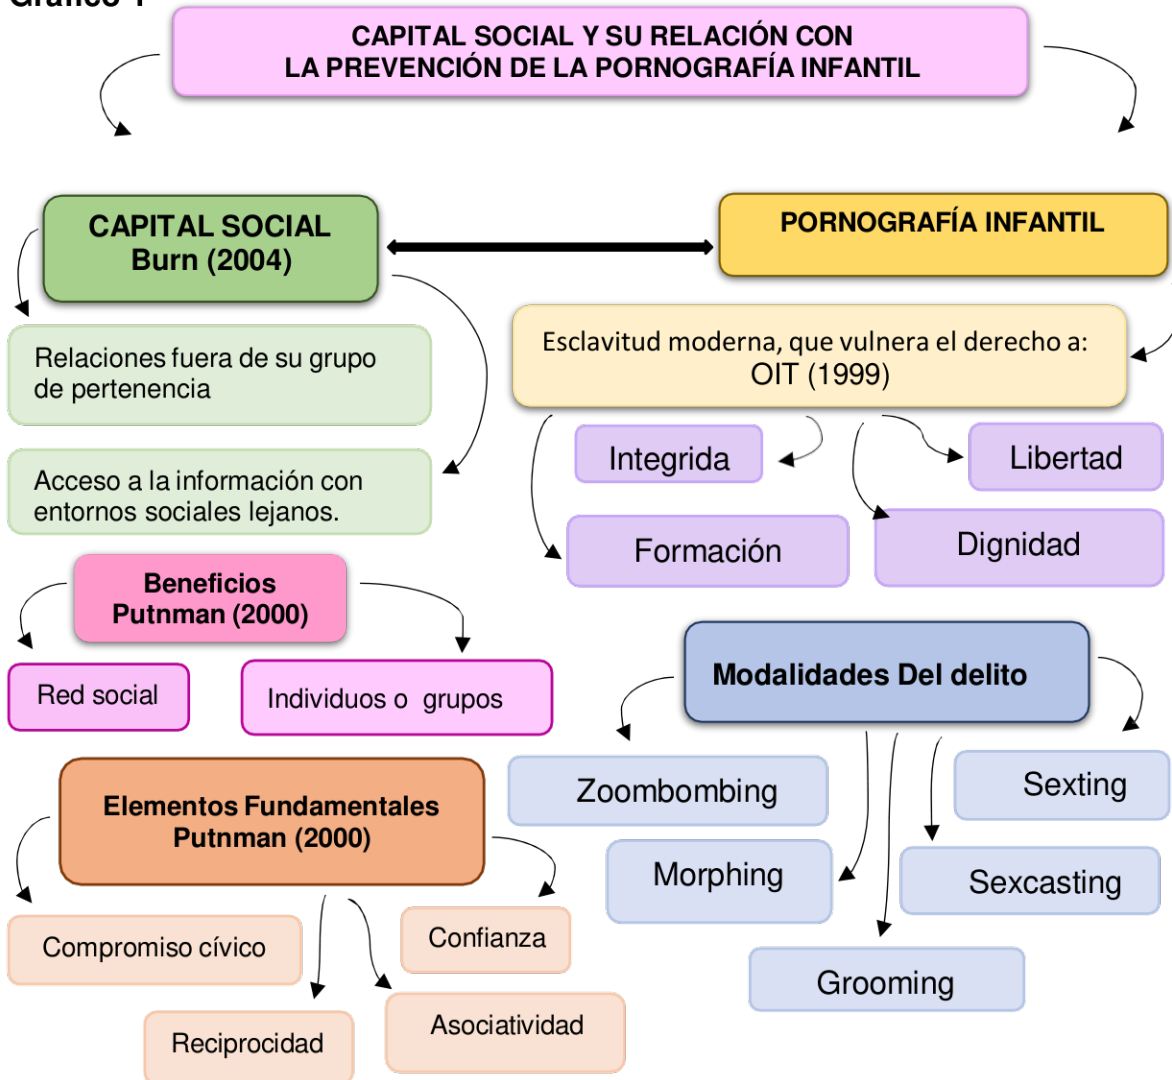 Gráfico 1
CAPITAL SOCIAL Y SU RELACIÓN CON
LA PREVENCIÓN DE LA PORNOGRAFÍA INFANTIL
CAPITAL SOCIAL
Burn (2004)
PORNOGRAFÍA INFANTIL
Relaciones fuera de su grupo
de pertenencia
Acceso a la información con
entornos sociales lejanos.
Esclavitud moderna, que vulnera el derecho a:
OIT (1999)
Integrida
Libertad
Formación
Dignidad
Beneficios
Putnman (2000)
Red social
Individuos o grupos
Modalidades Del delito
Zoombombing
Sexting
Morphing
Sexcasting
Grooming
Elementos Fundamentales
Putnman (2000)
Compromiso cívico
Confianza
Reciprocidad
Asociatividad